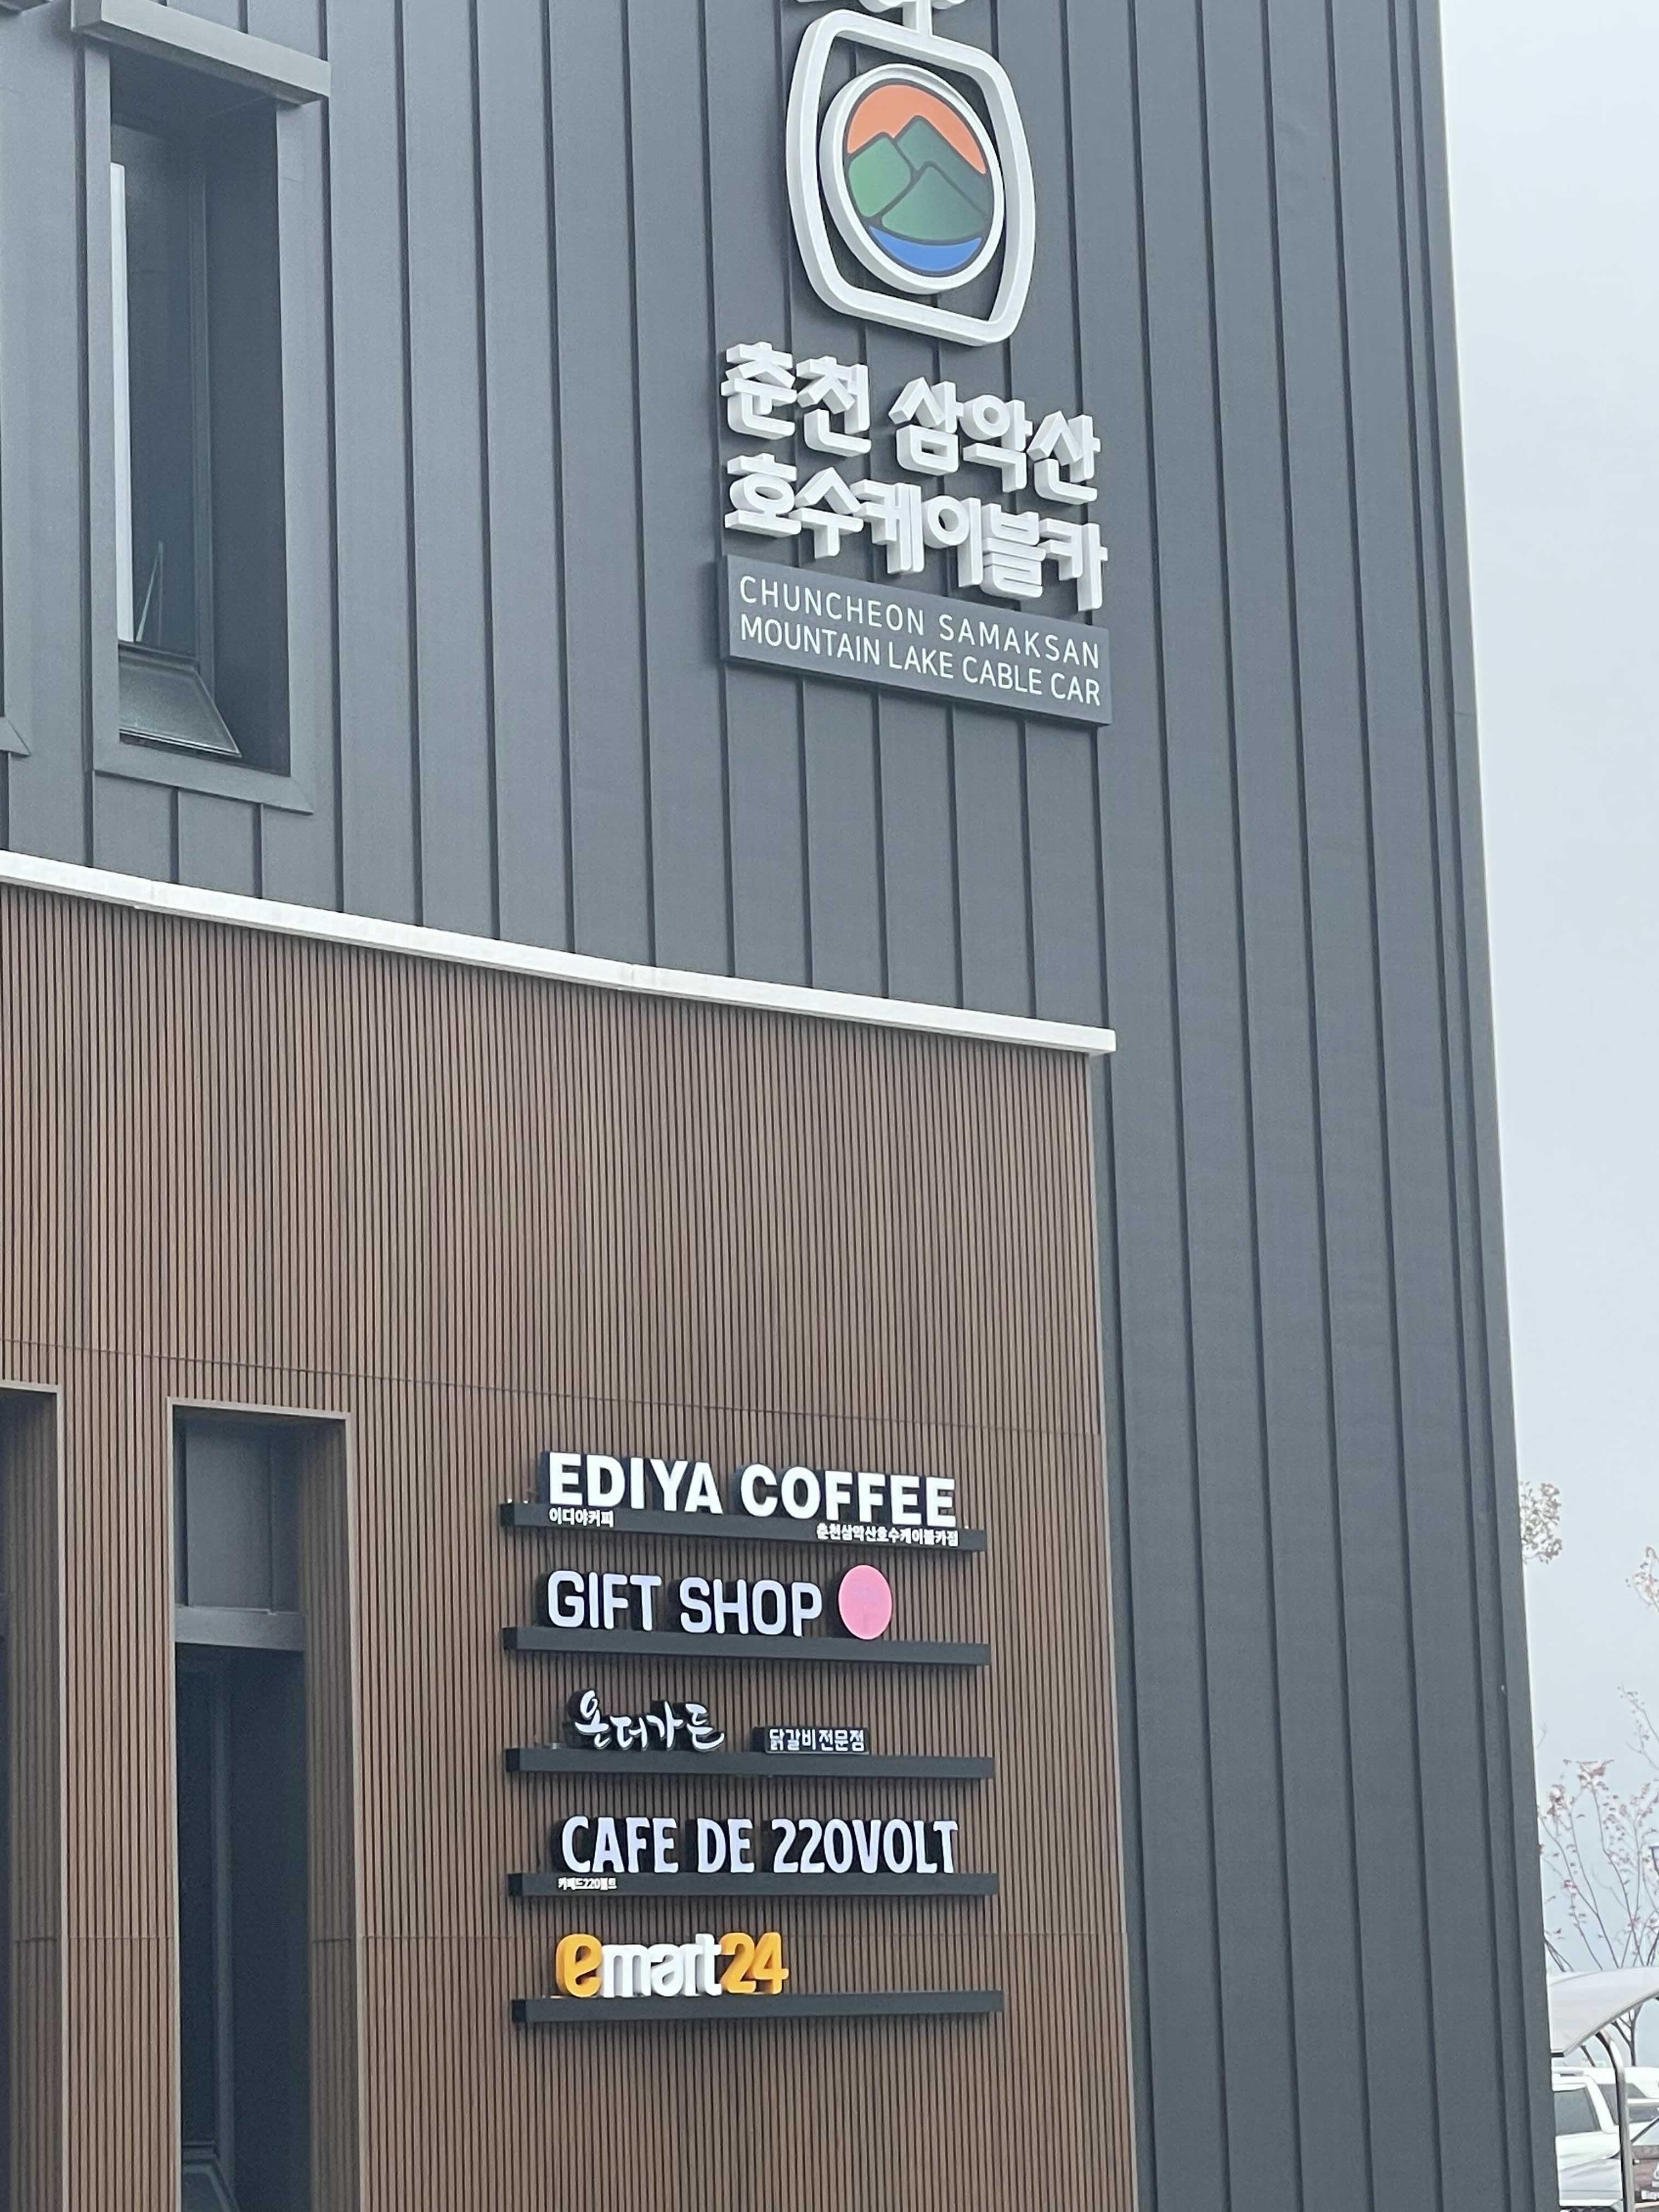 춘천 삼악산
호수케이블카
CHUNCHEON SAMAKSAN
MOUNTAIN LAKE CABLE CAR
EDIYA COFFEE
이디야커피 춘천삼악산호수케이블카점
GIFT SHOP
온더가든 닭갈비전문점
CAFE DE 220VOLT
카페드220볼트
emart24